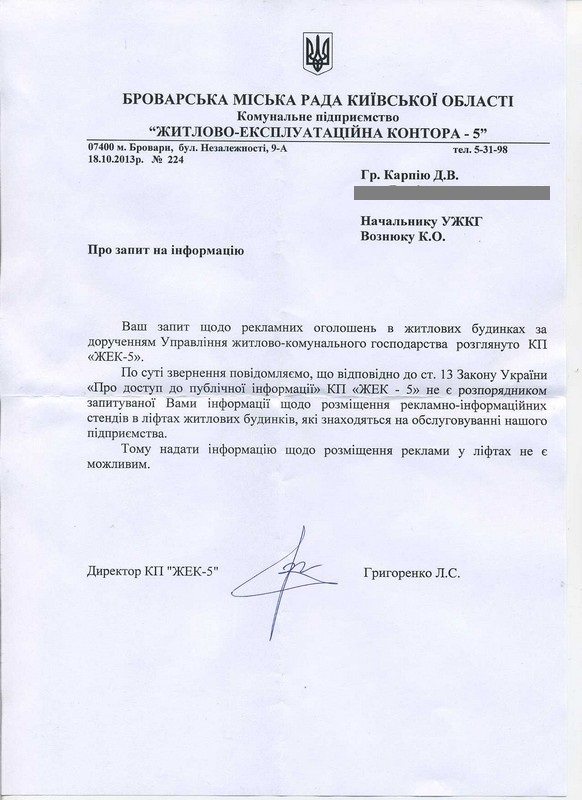 БРОВАРСЬКА МІСЬКА РАДА КИЇВСЬКОЇ ОБЛАСТІ
Комунальне підприємство
“ЖИТЛОВО-ЕКСПЛУАТАЦІЙНА КОНТОРА - 5”
07400 м. Бровари, бул. Незалежності, 9-А тел. 5-31-98
18.10.2013р. № 224
Гр. Карпію Д.В.
Начальнику УЖКГ
Вознюку К.О.
Про запит на інформацію
Ваш запит щодо рекламних оголошень в житлових будинках за
дорученням Управління житлово-комунального господарства розглянуто КП
«ЖЕК-5».
По суті звернення повідомляємо, що відповідно до ст. 13 Закону України
«Про доступ до публічної інформації» КП «ЖЕК - 5» не є розпорядником
запитуваної Вами інформації щодо розміщення рекламно-інформаційних
стендів в ліфтах житлових будинків, які знаходяться на обслуговуванні нашого
підприємства.
Тому надати інформацію щодо розміщення реклами у ліфтах не є
можливим.
Директор КП "ЖЕК-5" Григоренко Л.С.